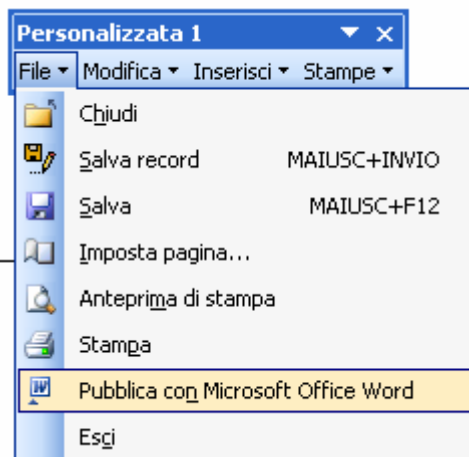 Personalizzata 1
File Modifica Inserisci Stampe
Chiudi
Salva record MAIUSC+INVIO
Salva MAIUSC+F12
Imposta pagina...
Anteprima di stampa
Stampa
Pubblica con Microsoft Office Word
Esci